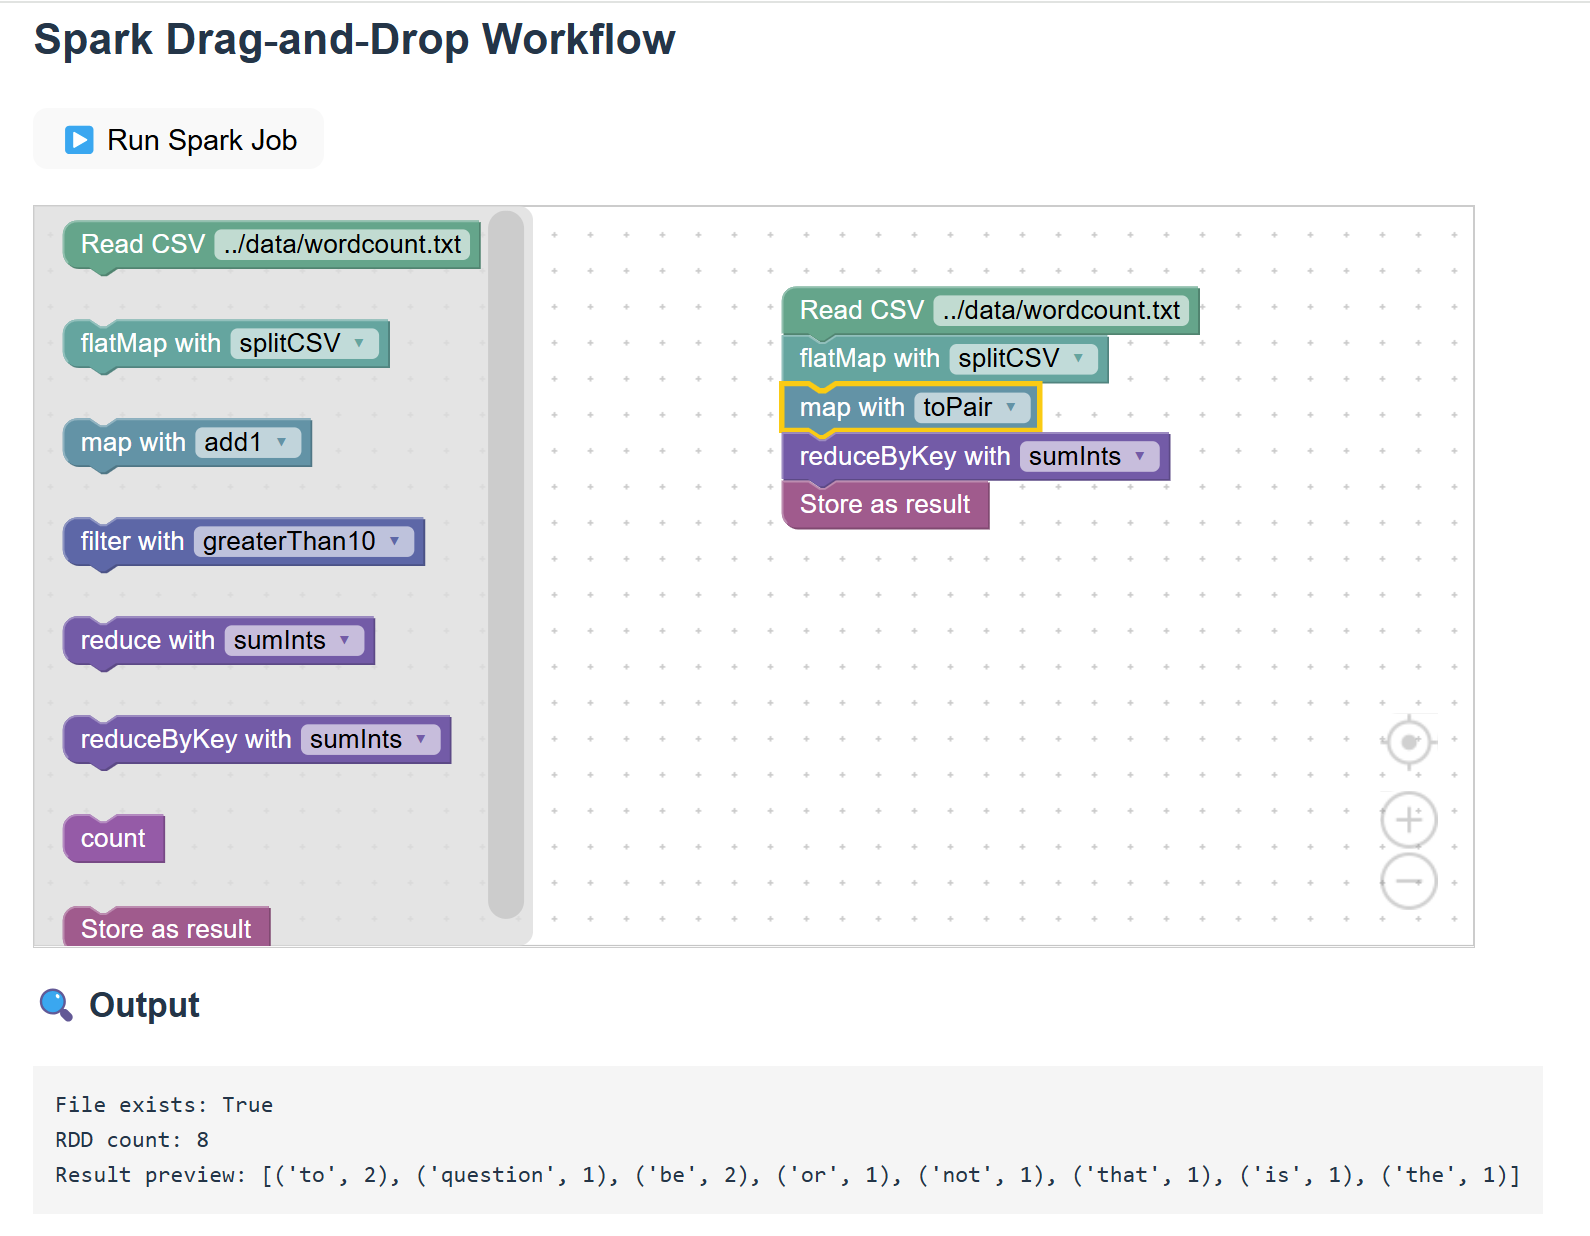 Spark Drag-and-Drop Workflow
Run Spark Job
Read CSV ../data/wordcount.txt
flatMap with splitCSV
map with add1
filter with greaterThan10
reduce with sumInts
reduceByKey with sumInts
count
Store as result
Read CSV ../data/wordcount.txt
flatMap with splitCSV
map with toPair
reduceByKey with sumInts
Store as result
Output
File exists: True
RDD count: 8
Result preview: [('to', 2), ('question', 1), ('be', 2), ('or', 1), ('not', 1), ('that', 1), ('is', 1), ('the', 1)]